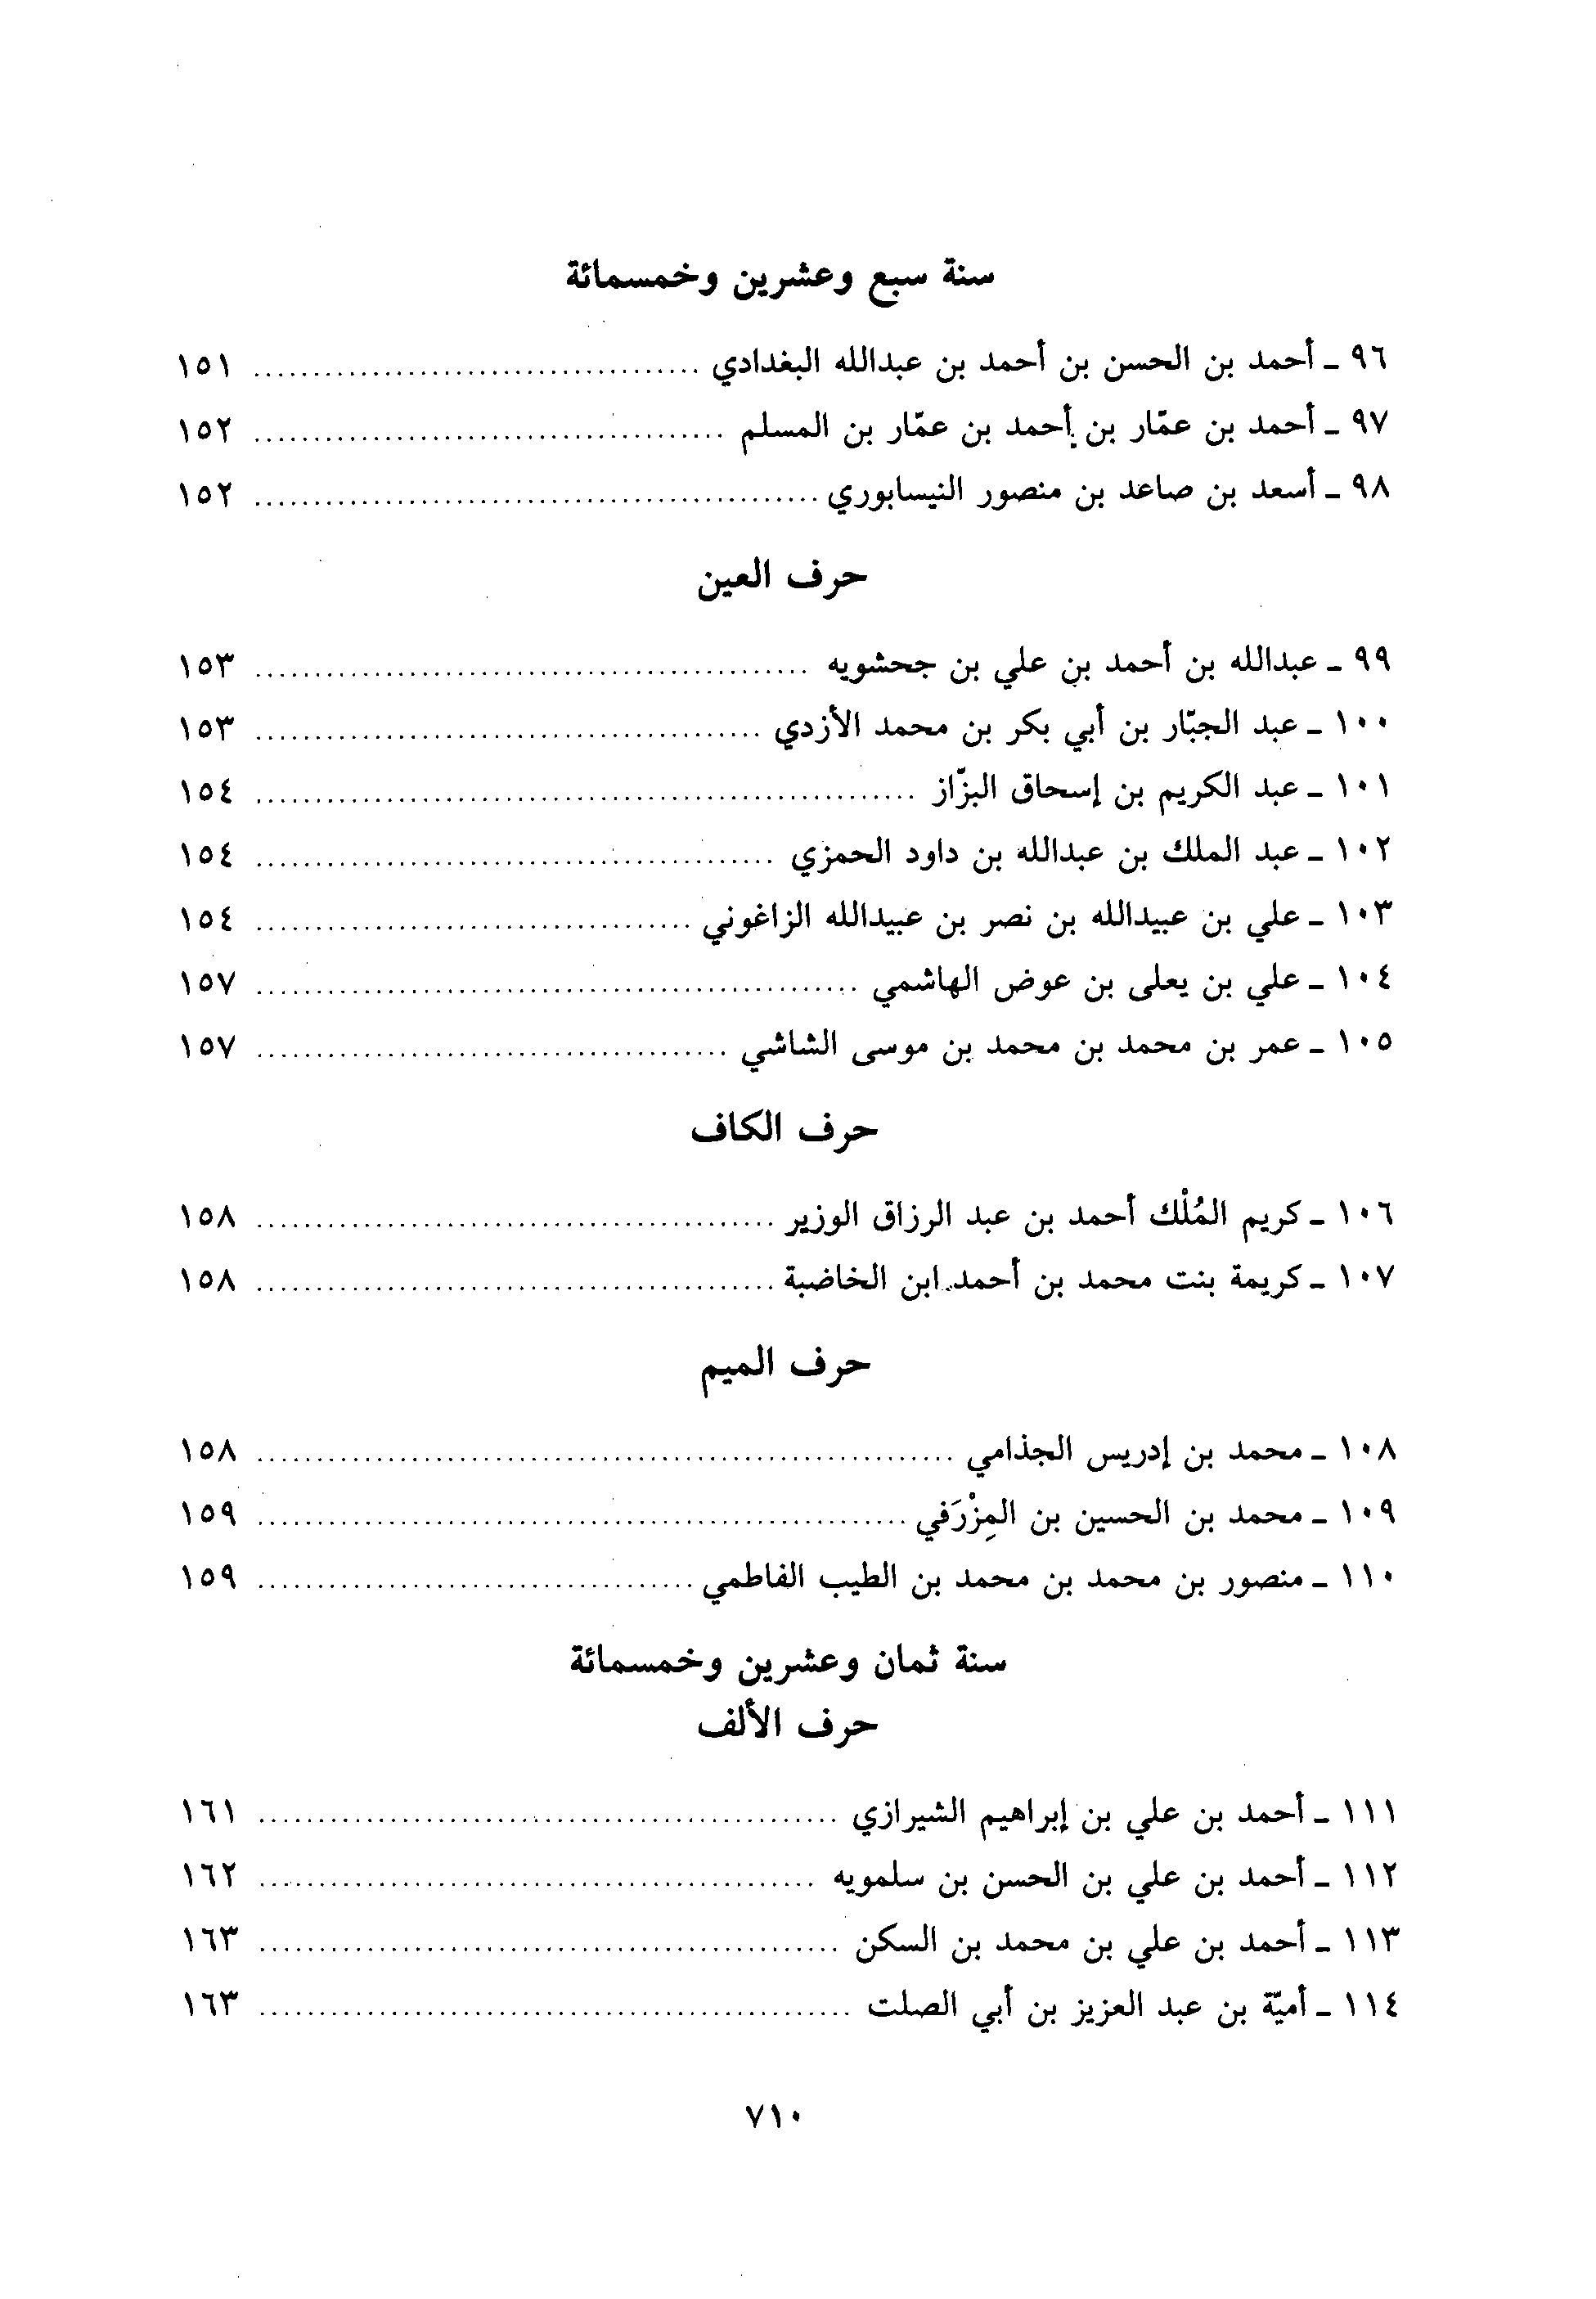 سنة سبع وعشرين وخمسمائة
٩٦ ـ أحمد بن الحسن بن أحمد بن عبدالله البغدادي ........ ١٥١
٩٧ ـ أحمد بن عمّار بن أحمد بن عمّار بن المسلم ........ ١٥٢
٩٨ ـ أسعد بن صاعد بن منصور النيسابوري ........ ١٥٢
حرف العين
٩٩ ـ عبدالله بن أحمد بن علي بن جحشويه ........ ١٥٣
١٠٠ ـ عبد الجبّار بن أبي بكر بن محمد الأزدي ........ ١٥٣
١٠١ ـ عبد الكريم بن إسحاق البزّاز ........ ١٥٤
١٠٢ ـ عبد الملك بن عبدالله بن داود الحمزي ........ ١٥٤
١٠٣ ـ علي بن عبيدالله بن نصر بن عبيدالله الزاغوني ........ ١٥٤
١٠٤ ـ علي بن يعلى بن عوض الهاشمي ........ ١٥٧
١٠٥ ـ عمر بن محمد بن محمد بن موسى الشاشي ........ ١٥٧
حرف الكاف
١٠٦ ـ كريم المُلْك أحمد بن عبد الرزاق الوزير ........ ١٥٨
١٠٧ ـ كريمة بنت محمد بن أحمد ابن الخاضبة ........ ١٥٨
حرف الميم
١٠٨ ـ محمد بن إدريس الجذامي ........ ١٥٨
١٠٩ ـ محمد بن الحسين بن المِزْرَفي ........ ١٥٩
١١٠ ـ منصور بن محمد بن محمد بن الطيب الفاطمي ........ ١٥٩
سنة ثمان وعشرين وخمسمائة
حرف الألف
١١١ ـ أحمد بن علي بن إبراهيم الشيرازي ........ ١٦١
١١٢ ـ أحمد بن علي بن الحسن بن سلمويه ........ ١٦٢
١١٣ ـ أحمد بن علي بن محمد بن السكن ........ ١٦٣
١١٤ ـ أميّة بن عبد العزيز بن أبي الصلت ........ ١٦٣
٧١٠